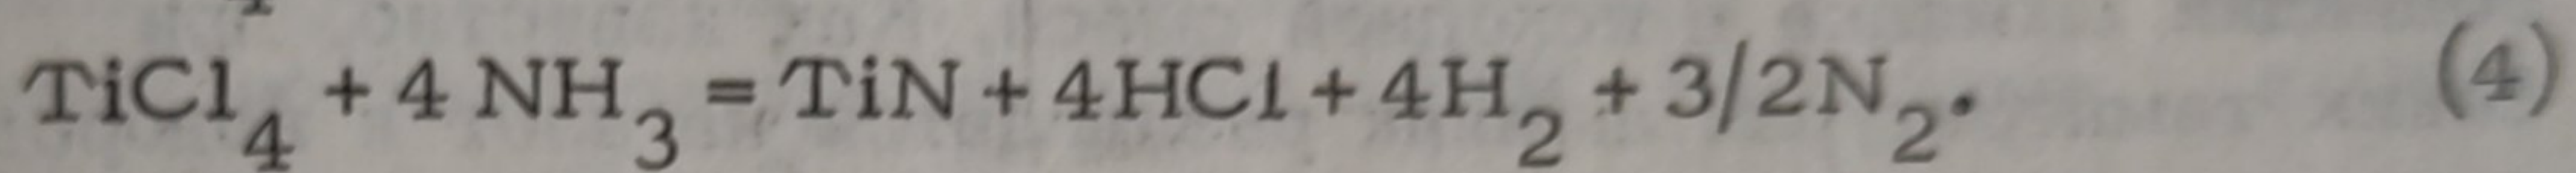 TiCl₄ + 4 NH₃ = TiN + 4HCl + 4H₂ + 3/2N₂. (4)